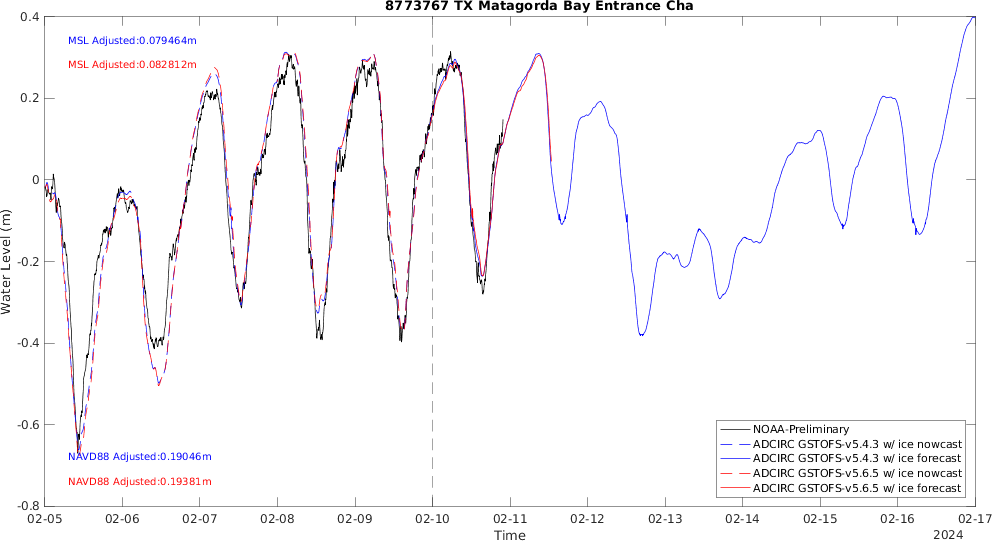 8773767 TX Matagorda Bay Entrance Cha
MSL Adjusted:0.079464m
MSL Adjusted:0.082812m
NAVD88 Adjusted:0.19046m
NAVD88 Adjusted:0.19381m
Water Level (m)
0.4
0.2
0
-0.2
-0.4
-0.6
-0.8
NOAA-Preliminary
ADCIRC GSTOFS-v5.4.3 w/ ice nowcast
ADCIRC GSTOFS-v5.4.3 w/ ice forecast
ADCIRC GSTOFS-v5.6.5 w/ ice nowcast
ADCIRC GSTOFS-v5.6.5 w/ ice forecast
02-05 02-06 02-07 02-08 02-09 02-10 02-11 02-12 02-13 02-14 02-15 02-16 02-17
Time
2024